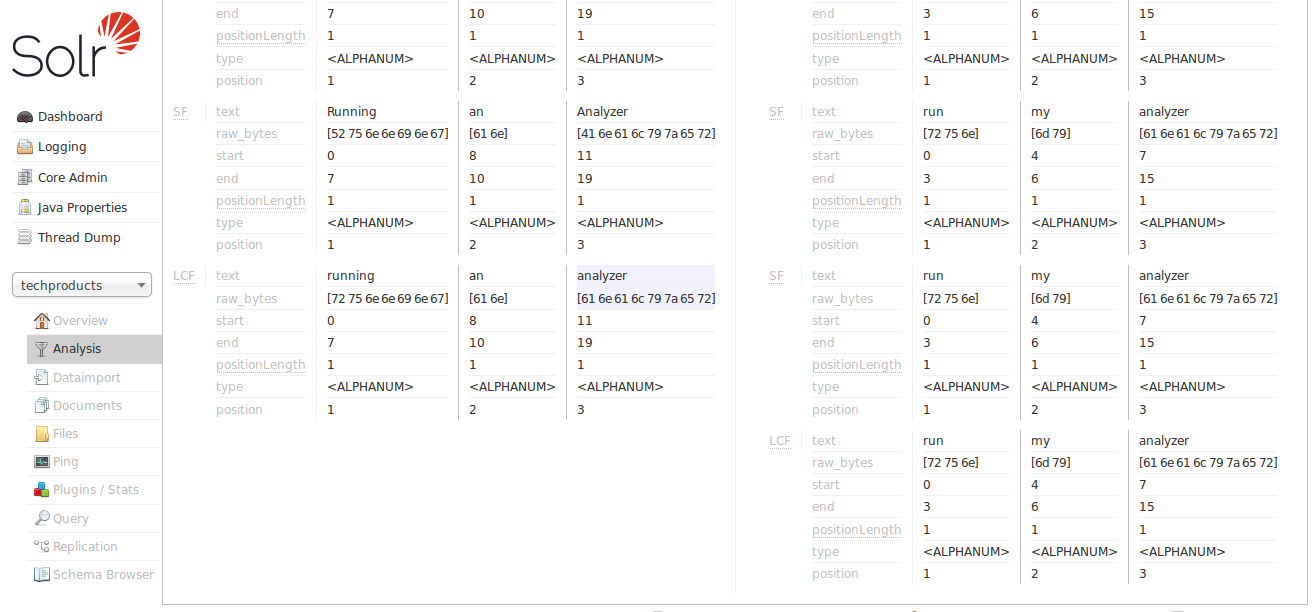 Solr
Dashboard
Logging
Core Admin
Java Properties
Thread Dump
techproducts
Overview
Analysis
Dataimport
Documents
Files
Ping
Plugins / Stats
Query
Replication
Schema Browser
end 7 10 19
positionLength 1 1 1
type <ALPHANUM> <ALPHANUM> <ALPHANUM>
position 1 2 3
SF text Running an Analyzer
raw_bytes [52 75 6e 6e 69 6e 67] [61 6e] [41 6e 61 6c 79 7a 65 72]
start 0 8 11
end 7 10 19
positionLength 1 1 1
type <ALPHANUM> <ALPHANUM> <ALPHANUM>
position 1 2 3
LCF text running an analyzer
raw_bytes [72 75 6e 6e 69 6e 67] [61 6e] [61 6e 61 6c 79 7a 65 72]
start 0 8 11
end 7 10 19
positionLength 1 1 1
type <ALPHANUM> <ALPHANUM> <ALPHANUM>
position 1 2 3
end 3 6 15
positionLength 1 1 1
type <ALPHANUM> <ALPHANUM> <ALPHANUM>
position 1 2 3
SF text run my analyzer
raw_bytes [72 75 6e] [6d 79] [61 6e 61 6c 79 7a 65 72]
start 0 4 7
end 3 6 15
positionLength 1 1 1
type <ALPHANUM> <ALPHANUM> <ALPHANUM>
position 1 2 3
SF text run my analyzer
raw_bytes [72 75 6e] [6d 79] [61 6e 61 6c 79 7a 65 72]
start 0 4 7
end 3 6 15
positionLength 1 1 1
type <ALPHANUM> <ALPHANUM> <ALPHANUM>
position 1 2 3
LCF text run my analyzer
raw_bytes [72 75 6e] [6d 79] [61 6e 61 6c 79 7a 65 72]
start 0 4 7
end 3 6 15
positionLength 1 1 1
type <ALPHANUM> <ALPHANUM> <ALPHANUM>
position 1 2 3